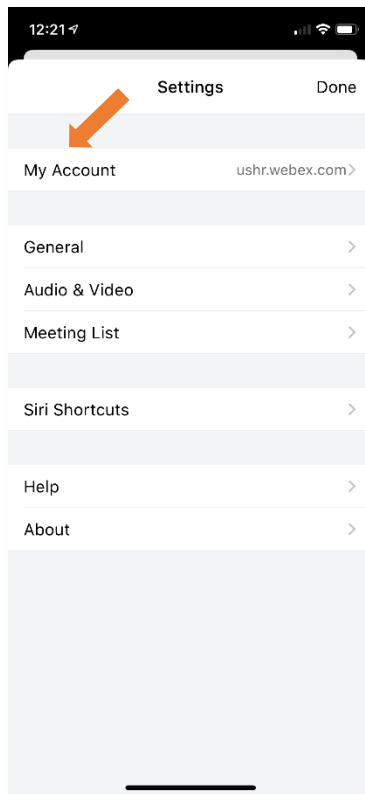 12:21
Settings Done
My Account ushr.webex.com
General
Audio & Video
Meeting List
Siri Shortcuts
Help
About